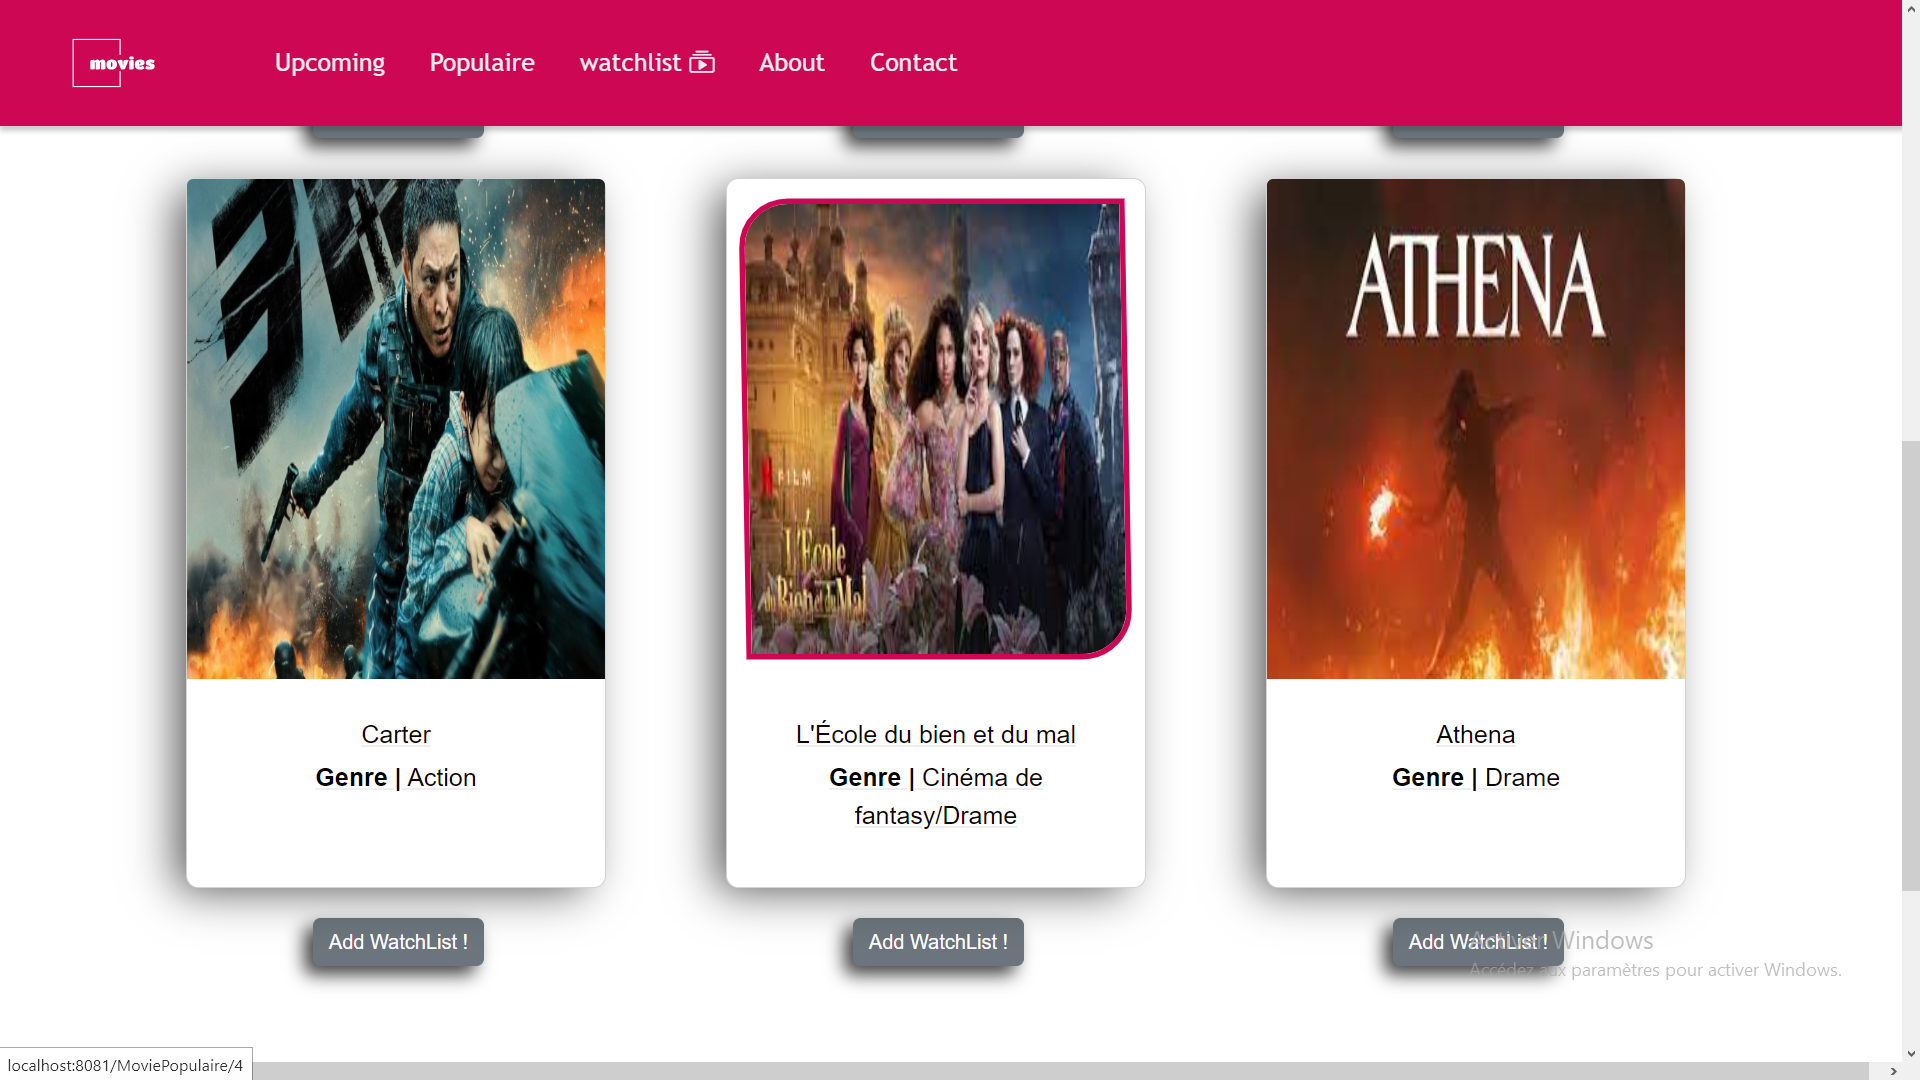 movies
Upcoming
Populaire
watchlist
About
Contact
카터
FILM
L'École
du Bien et du Mal
ATHENA
Carter
Genre | Action
L'École du bien et du mal
Genre | Cinéma de
fantasy/Drame
Athena
Genre | Drame
Add WatchList !
Add WatchList !
Add WatchList !
Activer Windows
Accédez aux paramètres pour activer Windows.
localhost:8081/MoviePopulaire/4